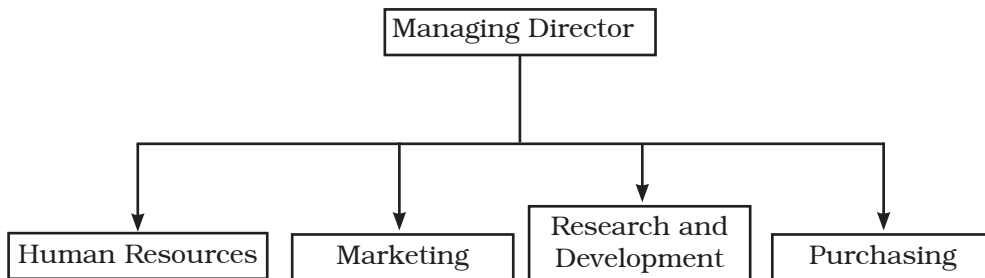 Managing Director
Human Resources
Marketing
Research and
Development
Purchasing